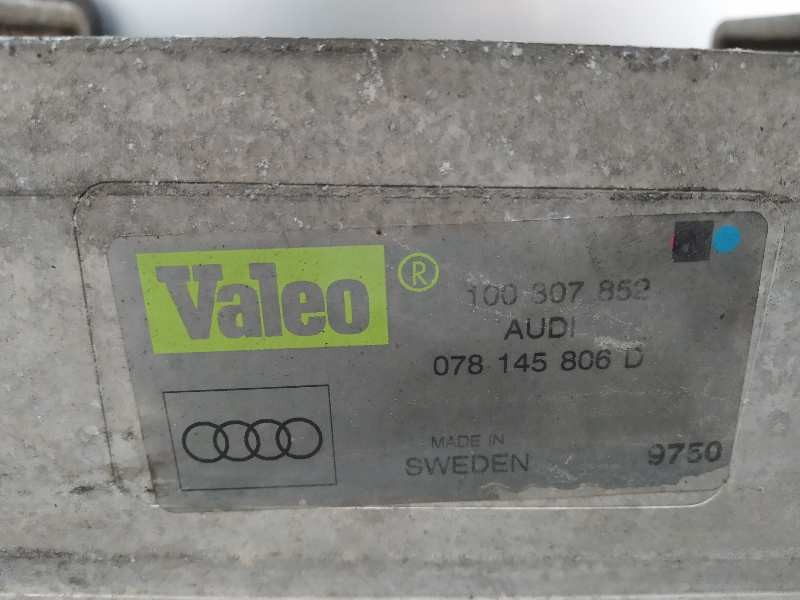 Valeo ®
100 307 852
AUDI
078 145 806 D
MADE IN
SWEDEN
9750